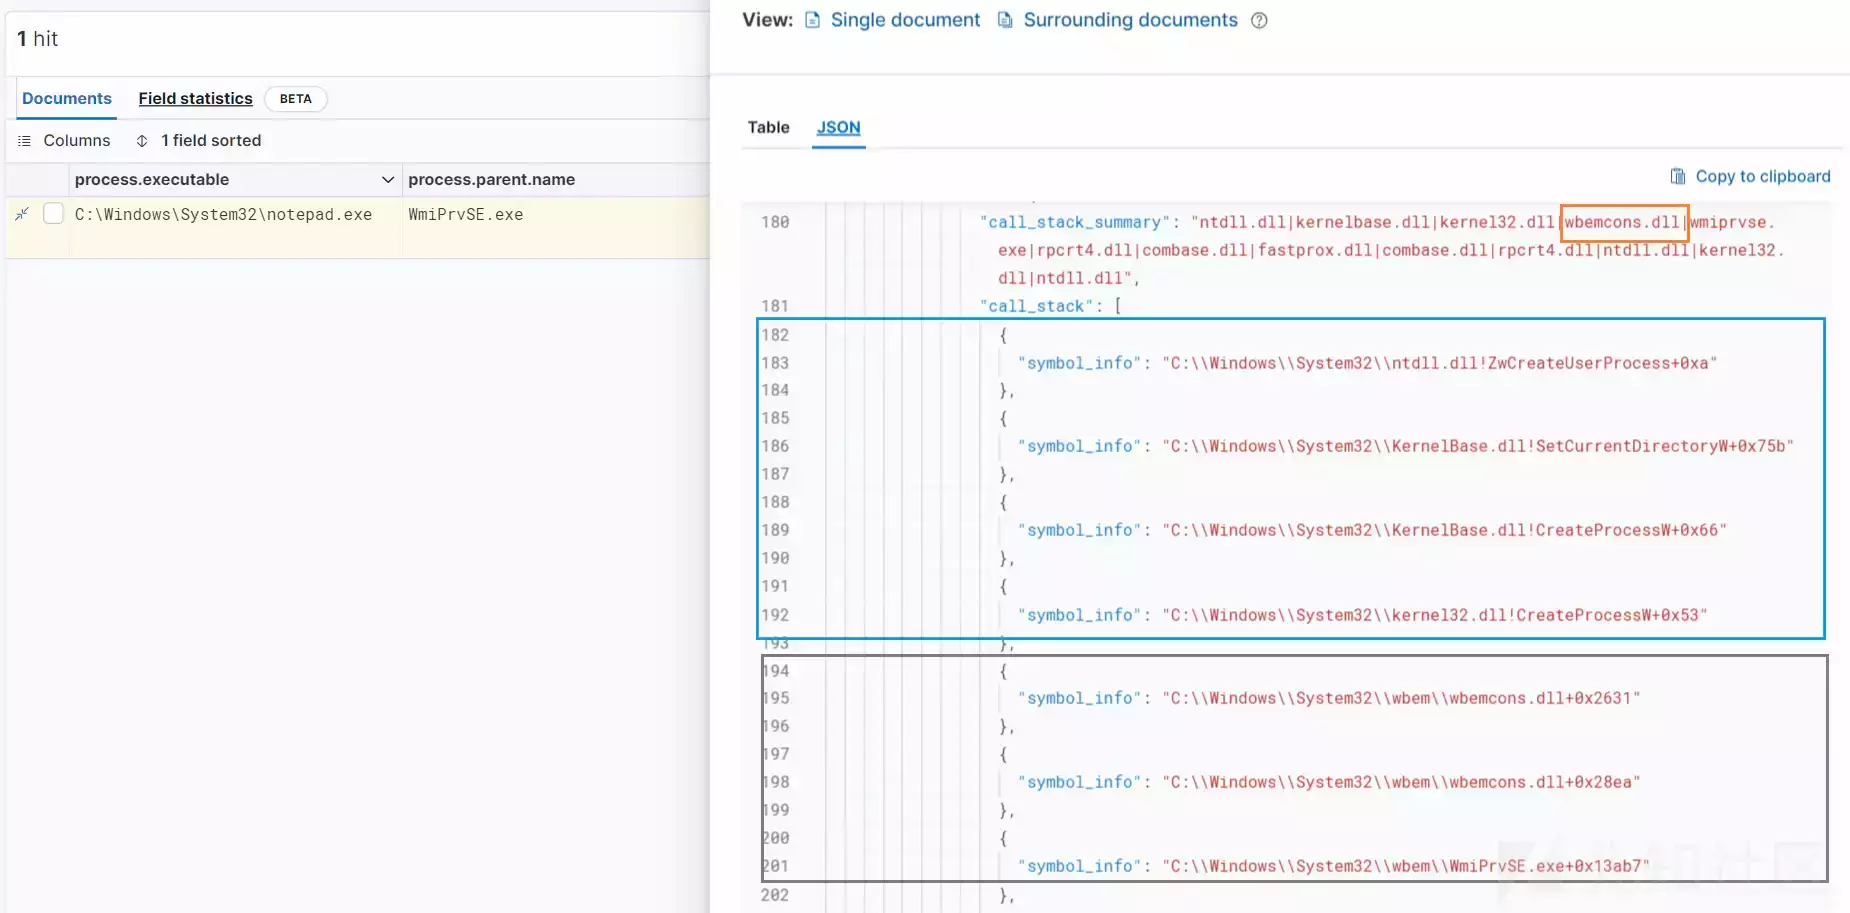 1 hit
Documents Field statistics BETA
Columns 1 field sorted
process.executable process.parent.name
C:\Windows\System32\notepad.exe WmiPrvSE.exe
View: Single document Surrounding documents
Table JSON
Copy to clipboard
180 "call_stack_summary": "ntdll.dll|kernelbase.dll|kernel32.dll|wbemcons.dll|wmiprvse.
exe|rpcrt4.dll|combase.dll|fastprox.dll|combase.dll|rpcrt4.dll|ntdll.dll|kernel32.
dll|ntdll.dll",
181 "call_stack": [
182 {
183 "symbol_info": "C:\\Windows\\System32\\ntdll.dll!ZwCreateUserProcess+0xa"
184 },
185 {
186 "symbol_info": "C:\\Windows\\System32\\KernelBase.dll!SetCurrentDirectoryW+0x75b"
187 },
188 {
189 "symbol_info": "C:\\Windows\\System32\\KernelBase.dll!CreateProcessW+0x66"
190 },
191 {
192 "symbol_info": "C:\\Windows\\System32\\kernel32.dll!CreateProcessW+0x53"
193 },
194 {
195 "symbol_info": "C:\\Windows\\System32\\wbem\\wbemcons.dll+0x2631"
196 },
197 {
198 "symbol_info": "C:\\Windows\\System32\\wbem\\wbemcons.dll+0x28ea"
199 },
200 {
201 "symbol_info": "C:\\Windows\\System32\\wbem\\WmiPrvSE.exe+0x13ab7"
202 },